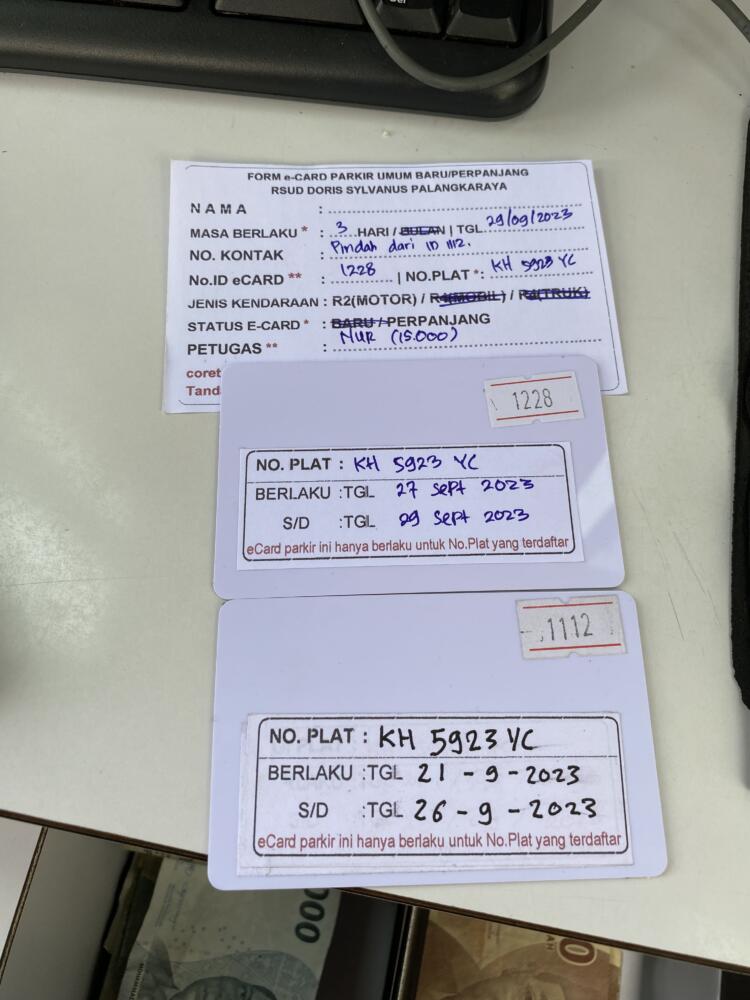 FORM e-CARD PARKIR UMUM BARU/PERPANJANG
RSUD DORIS SYLVANUS PALANGKARAYA
N A M A :
MASA BERLAKU * : 3 HARI / BULAN | TGL. 29/09/2023
NO. KONTAK : Pindah dari ID 1112.
No.ID eCARD ** : 1228 | NO.PLAT *: KH 5923 YC
JENIS KENDARAAN : R2(MOTOR) / R4(MOBIL) / R4(TRUK)
STATUS E-CARD * : BARU / PERPANJANG
PETUGAS ** : NUR (15.000)
coret
Tand
1228
NO. PLAT : KH 5923 YC
BERLAKU :TGL 27 Sept 2023
S/D :TGL 29 Sept 2023
eCard parkir ini hanya berlaku untuk No.Plat yang terdaftar
1112
NO. PLAT : KH 5923 YC
BERLAKU :TGL 21 - 9 - 2023
S/D :TGL 26 - 9 - 2023
eCard parkir ini hanya berlaku untuk No.Plat yang terdaftar
000